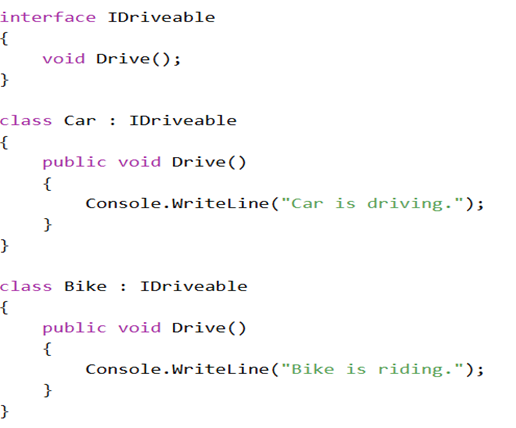 interface IDriveable
{
    void Drive();
}

class Car : IDriveable
{
    public void Drive()
    {
        Console.WriteLine("Car is driving.");
    }
}

class Bike : IDriveable
{
    public void Drive()
    {
        Console.WriteLine("Bike is riding.");
    }
}